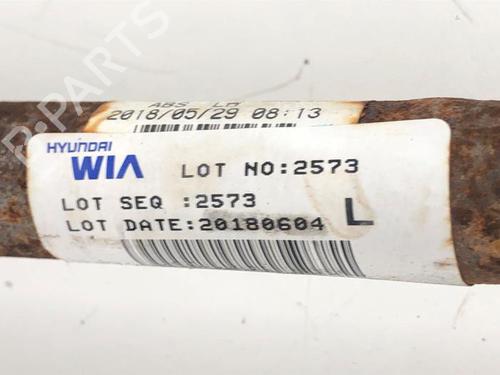 ABS LH
2018/05/29 08:13
HYUNDAI
WIA
LOT NO:2573
LOT SEQ :2573
LOT DATE:20180604
L
B-PARTS